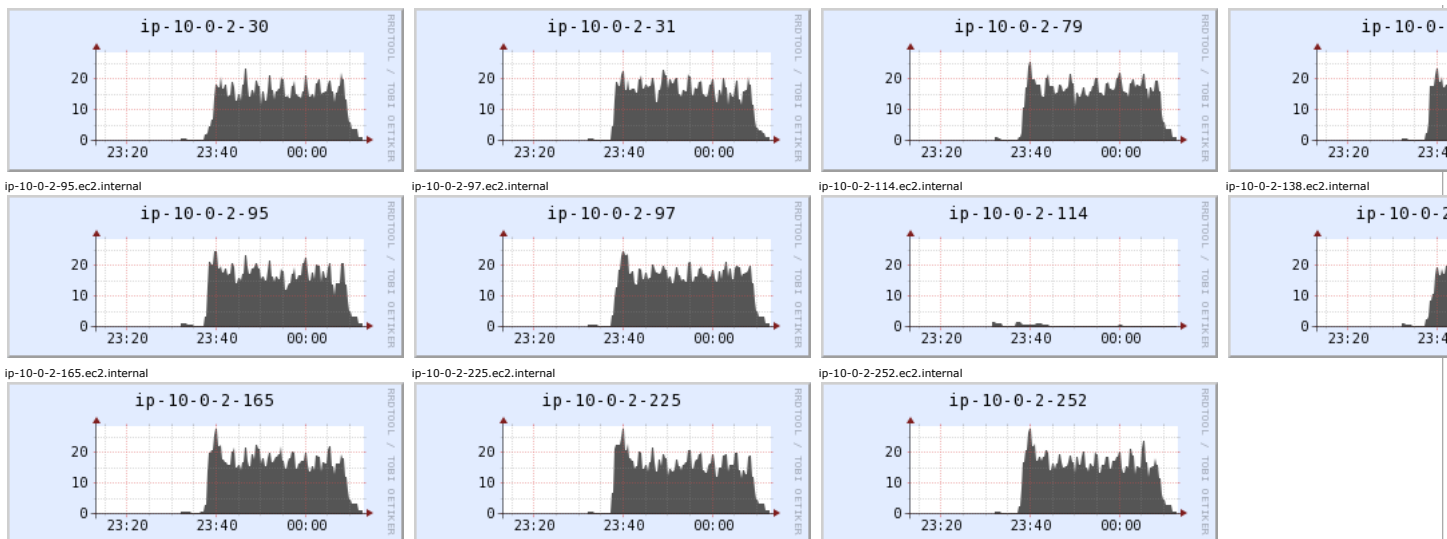 ip-10-0-2-30
20
10
0
23:20 23:40 00:00
RRDTOOL / TOBI OETIKER
ip-10-0-2-31
20
10
0
23:20 23:40 00:00
RRDTOOL / TOBI OETIKER
ip-10-0-2-79
20
10
0
23:20 23:40 00:00
RRDTOOL / TOBI OETIKER
ip-10-0-
20
10
0
23:20 23:4
ip-10-0-2-95.ec2.internal
ip-10-0-2-97.ec2.internal
ip-10-0-2-114.ec2.internal
ip-10-0-2-138.ec2.internal
ip-10-0-2-95
20
10
0
23:20 23:40 00:00
RRDTOOL / TOBI OETIKER
ip-10-0-2-97
20
10
0
23:20 23:40 00:00
RRDTOOL / TOBI OETIKER
ip-10-0-2-114
20
10
0
23:20 23:40 00:00
RRDTOOL / TOBI OETIKER
ip-10-0-2
20
10
0
23:20 23:4
ip-10-0-2-165.ec2.internal
ip-10-0-2-225.ec2.internal
ip-10-0-2-252.ec2.internal
ip-10-0-2-165
20
10
0
23:20 23:40 00:00
RRDTOOL / TOBI OETIKER
ip-10-0-2-225
20
10
0
23:20 23:40 00:00
RRDTOOL / TOBI OETIKER
ip-10-0-2-252
20
10
0
23:20 23:40 00:00
RRDTOOL / TOBI OETIKER